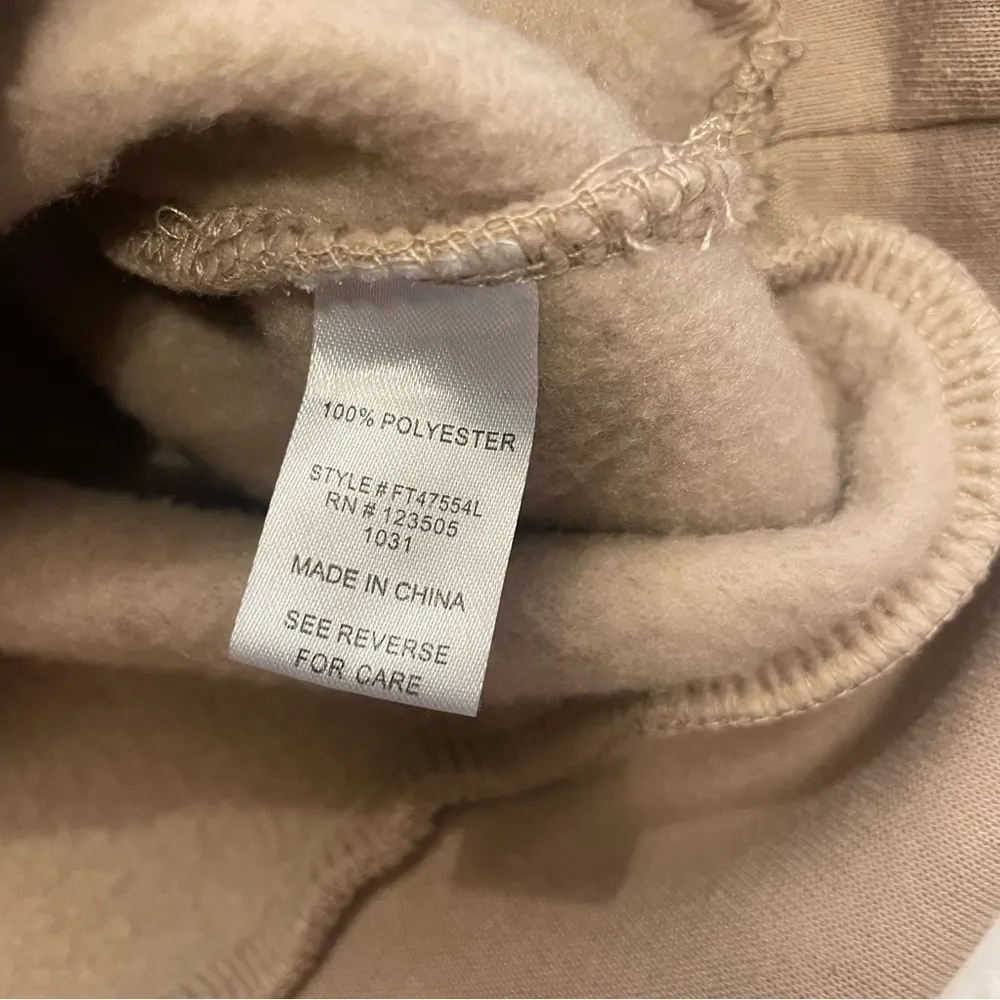 100% POLYESTER
STYLE # FT47554L
RN # 123505
1031
MADE IN CHINA
SEE REVERSE
FOR CARE